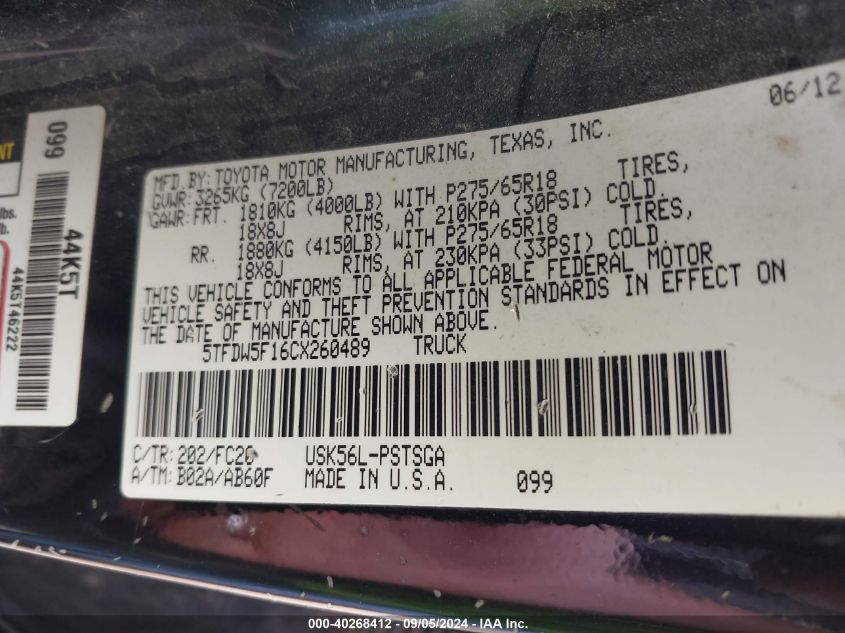 06/12
MFD.BY:TOYOTA MOTOR MANUFACTURING, TEXAS, INC.
GVWR:3265KG (7200LB)
GAWR:FRT. 1810KG (4000LB) WITH P275/65R18 TIRES,
18X8J RIMS, AT 210KPA (30PSI) COLD.
RR. 1880KG (4150LB) WITH P275/65R18 TIRES,
18X8J RIMS, AT 230KPA (33PSI) COLD.
THIS VEHICLE CONFORMS TO ALL APPLICABLE FEDERAL MOTOR
VEHICLE SAFETY AND THEFT PREVENTION STANDARDS IN EFFECT ON
THE DATE OF MANUFACTURE SHOWN ABOVE.
5TFDW5F16CX260489 TRUCK
C/TR:202/FC20 USK56L-PSTSGA
A/TM:B02A/AB60F MADE IN U.S.A. 099
099
44K5T
44K5T46222
lbs.
lb.
NT
000-40268412 - 09/05/2024 - IAA Inc.